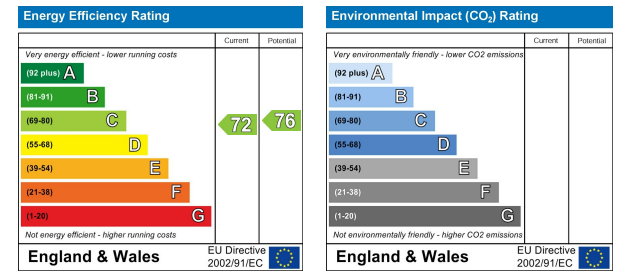 Energy Efficiency Rating
Current Potential
Very energy efficient - lower running costs
(92 plus) A
(81-91) B
(69-80) C
72 76
(55-68) D
(39-54) E
(21-38) F
(1-20) G
Not energy efficient - higher running costs
England & Wales
EU Directive
2002/91/EC
Environmental Impact (CO₂) Rating
Current Potential
Very environmentally friendly - lower CO2 emissions
(92 plus) A
(81-91) B
(69-80) C
(55-68) D
(39-54) E
(21-38) F
(1-20) G
Not environmentally friendly - higher CO2 emissions
England & Wales
EU Directive
2002/91/EC